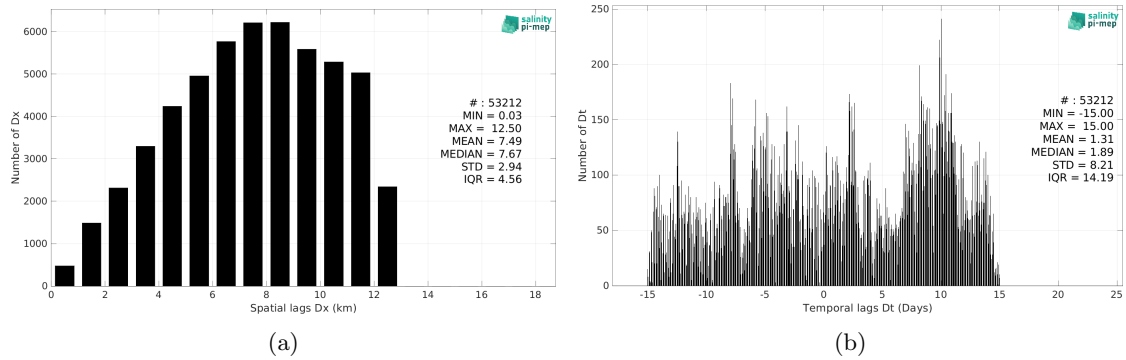 salinity
pi-mep
Number of Dx
6000
5000
4000
3000
2000
1000
0
# : 53212
MIN = 0.03
MAX = 12.50
MEAN = 7.49
MEDIAN = 7.67
STD = 2.94
IQR = 4.56
0 2 4 6 8 10 12 14 16 18
Spatial lags Dx (km)
(a)
salinity
pi-mep
Number of Dt
250
200
150
100
50
0
# : 53212
MIN = -15.00
MAX = 15.00
MEAN = 1.31
MEDIAN = 1.89
STD = 8.21
IQR = 14.19
-15 -10 -5 0 5 10 15 20 25
Temporal lags Dt (Days)
(b)